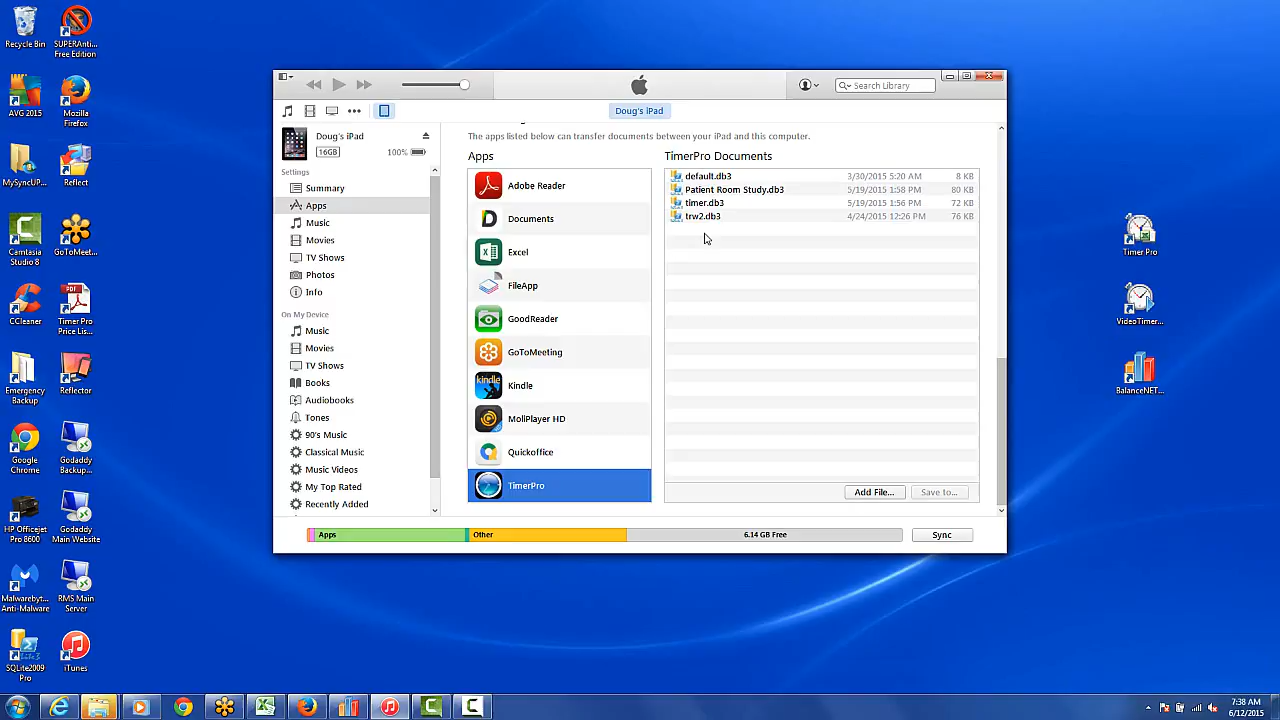 Recycle Bin
SUPERAnti...
Free Edition
AVG 2015
Mozilla
Firefox
MySyncUP...
Reflect
Camtasia
Studio 8
GoToMeet...
CCleaner
Timer Pro
Price Lis...
Emergency
Backup
Reflector
Google
Chrome
Godaddy
Backup...
HP Officejet
Pro 8600
Godaddy
Main Website
Malwarebyt...
Anti-Malware
RMS Main
Server
SQLite2009
Pro
iTunes
Search Library
Doug's iPad
Doug's iPad
16GB
100%
Settings
Summary
Apps
Music
Movies
TV Shows
Photos
Info
On My Device
Music
Movies
TV Shows
Books
Audiobooks
Tones
90's Music
Classical Music
Music Videos
My Top Rated
Recently Added
The apps listed below can transfer documents between your iPad and this computer.
Apps
Adobe Reader
Documents
Excel
FileApp
GoodReader
GoToMeeting
kindle
Kindle
MoliPlayer HD
Quickoffice
TimerPro
TimerPro Documents
default.db3 3/30/2015 5:20 AM 8 KB
Patient Room Study.db3 5/19/2015 1:58 PM 80 KB
timer.db3 5/19/2015 1:56 PM 72 KB
trw2.db3 4/24/2015 12:26 PM 76 KB
Add File...
Save to...
Apps
Other
6.14 GB Free
Sync
Timer Pro
VideoTimer...
BalanceNET...
7:38 AM
6/12/2015